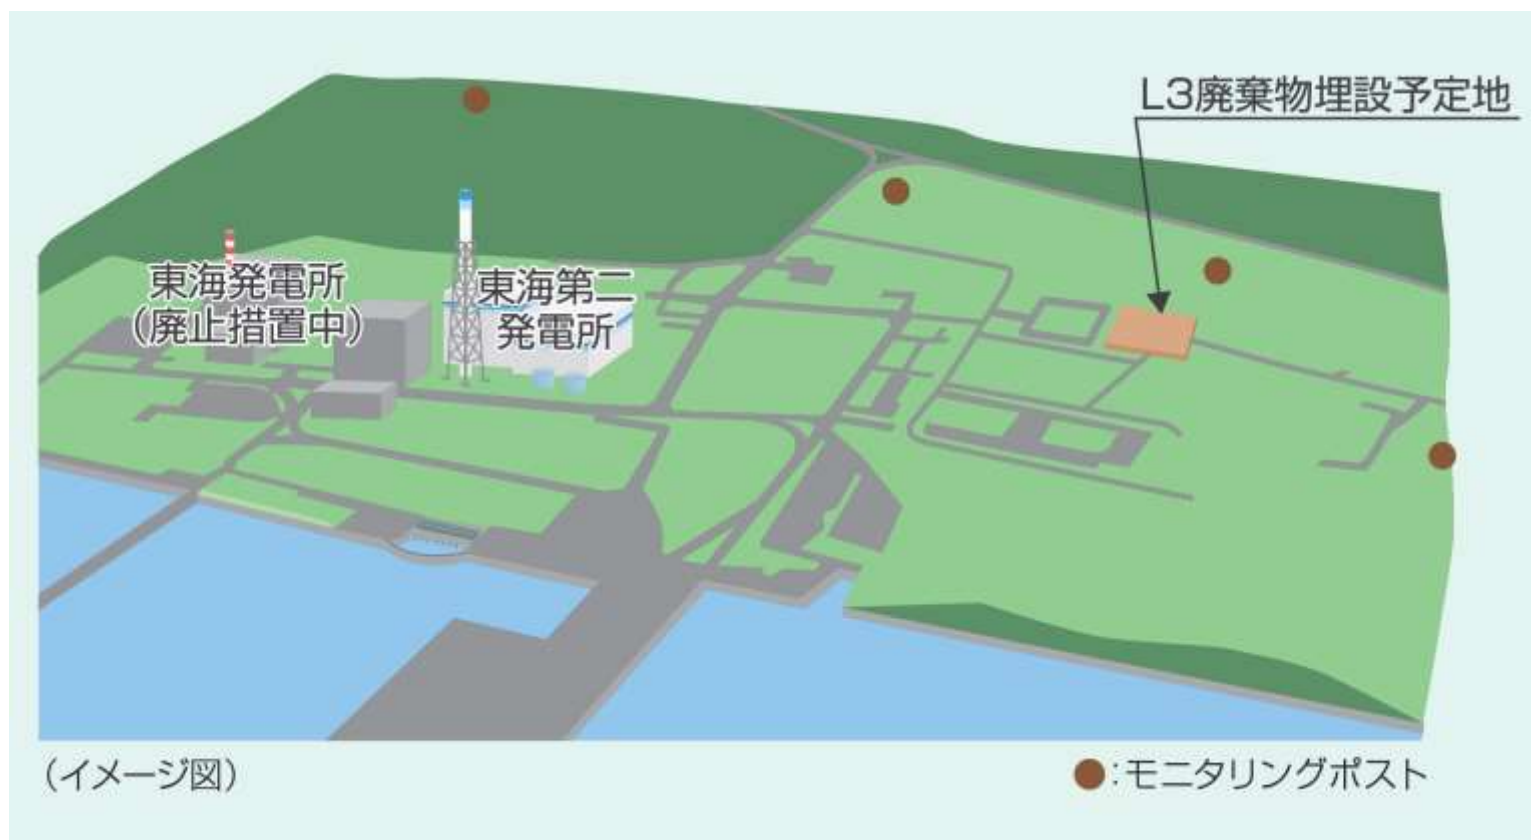 L3廃棄物埋設予定地
東海発電所
（廃止措置中）
東海第二
発電所
（イメージ図）
●:モニタリングポスト